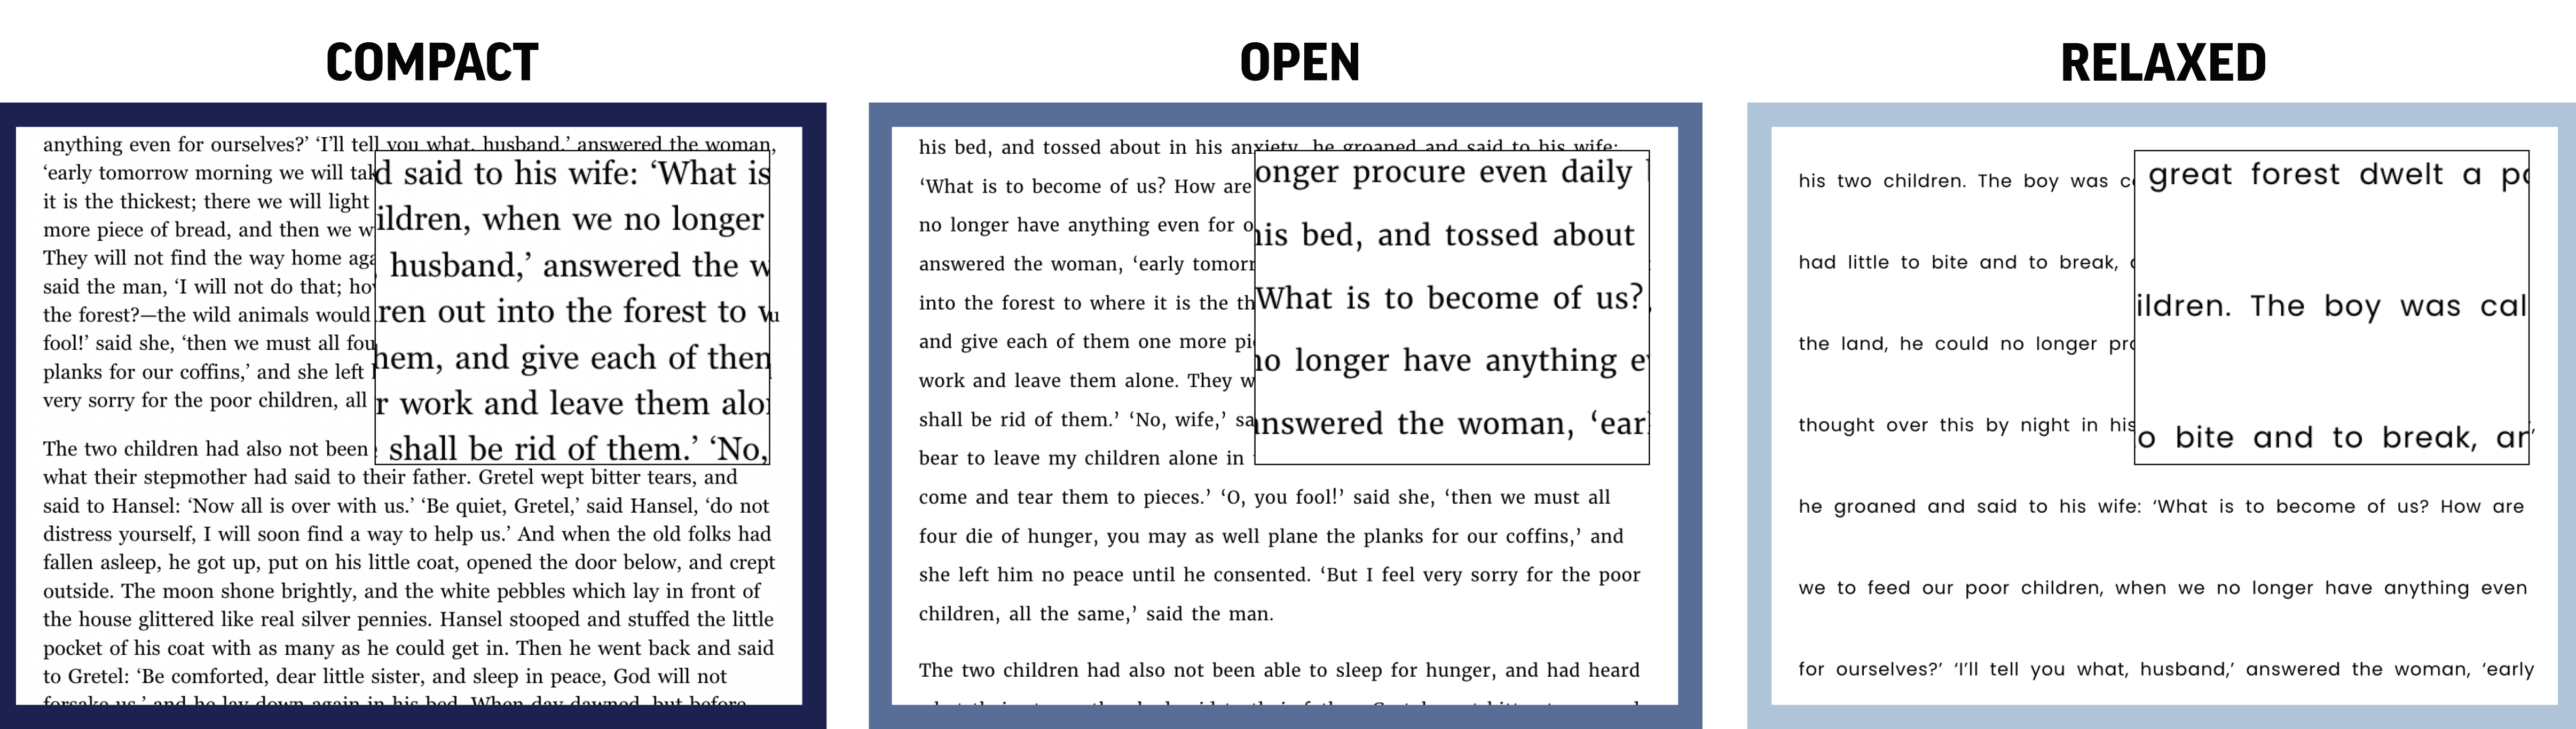 COMPACT
anything even for ourselves?’ ‘I’ll tell you what, husband,’ answered the woman,
‘early tomorrow morning we will
it is the thickest; there we will light
more piece of bread, and then we
They will not find the way home
said the man, ‘I will not do that;
the forest?—the wild animals would
fool!’ said she, ‘then we must all
planks for our coffins,’ and she left
very sorry for the poor children, all
The two children had also not been
what their stepmother had said to their father. Gretel wept bitter tears, and
said to Hansel: ‘Now all is over with us.’ ‘Be quiet, Gretel,’ said Hansel, ‘do not
distress yourself, I will soon find a way to help us.’ And when the old folks had
fallen asleep, he got up, put on his little coat, opened the door below, and crept
outside. The moon shone brightly, and the white pebbles which lay in front of
the house glittered like real silver pennies. Hansel stooped and stuffed the little
pocket of his coat with as many as he could get in. Then he went back and said
to Gretel: ‘Be comforted, dear little sister, and sleep in peace, God will not
forsake us,’ and he lay down again in his bed. When day dawned, but before
d said to his wife: ‘What is
ildren, when we no longer
husband,’ answered the w
ren out into the forest to w
hem, and give each of them
r work and leave them alo
shall be rid of them.’ ‘No,
OPEN
his bed, and tossed about in his anxiety, he groaned and said to his wife:
‘What is to become of us? How are
no longer have anything even for
answered the woman, ‘early
into the forest to where it is the
and give each of them one more
work and leave them alone. They
shall be rid of them.’ ‘No, wife,’
bear to leave my children alone in
come and tear them to pieces.’ ‘O, you fool!’ said she, ‘then we must all
four die of hunger, you may as well plane the planks for our coffins,’ and
she left him no peace until he consented. ‘But I feel very sorry for the poor
children, all the same,’ said the man.
The two children had also not been able to sleep for hunger, and had heard
onger procure even daily
his bed, and tossed about
What is to become of us?
no longer have anything e
answered the woman, ‘ear
RELAXED
his two children. The boy was
had little to bite and to break,
the land, he could no longer
thought over this by night in his
he groaned and said to his wife: ‘What is to become of us? How are
we to feed our poor children, when we no longer have anything even
for ourselves?’ ‘I’ll tell you what, husband,’ answered the woman, ‘early
great forest dwelt a
ildren. The boy was cal
o bite and to break,